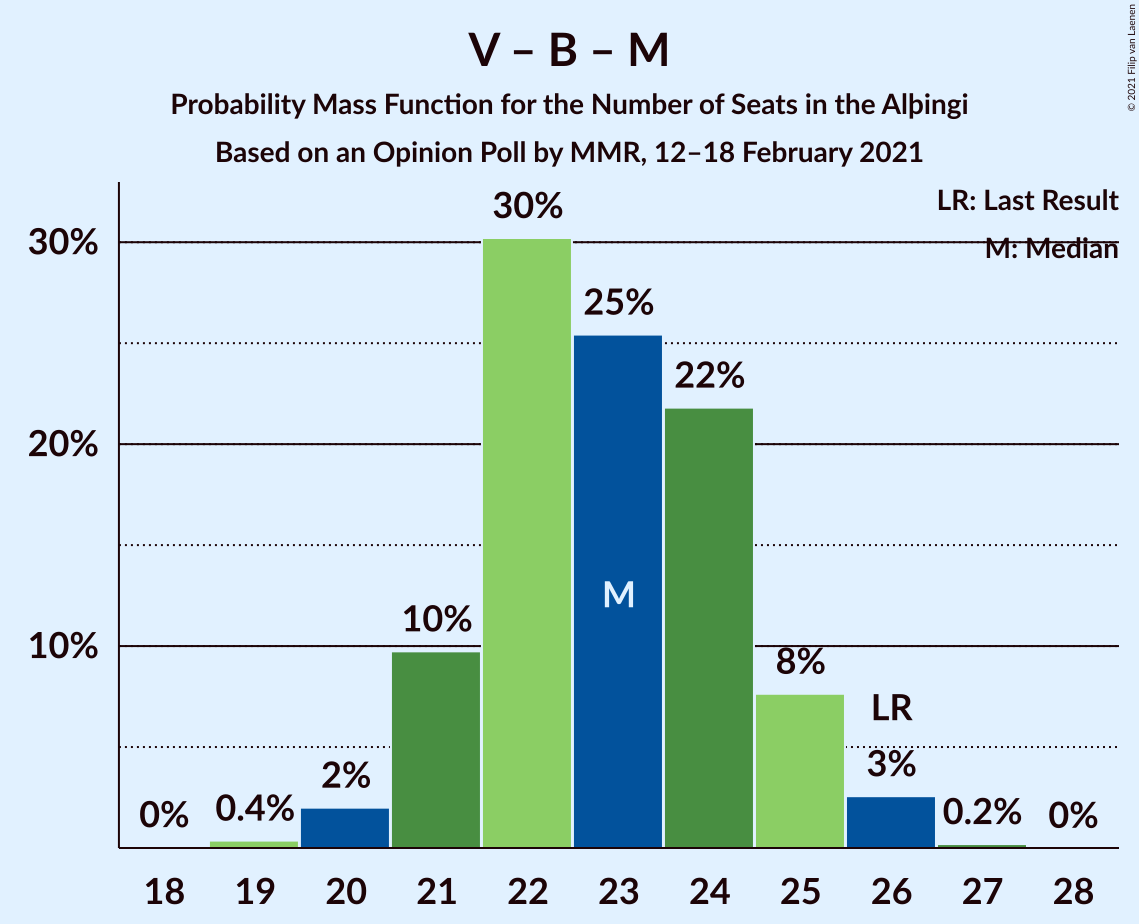 V – B – M
Probability Mass Function for the Number of Seats in the Alþingi
Based on an Opinion Poll by MMR, 12–18 February 2021
© 2021 Filip van Laenen
LR: Last Result
M: Median
30%
20%
10%
0%
0.4%
2%
10%
30%
25%
22%
8%
3%
0.2%
0%
M
LR
18 19 20 21 22 23 24 25 26 27 28